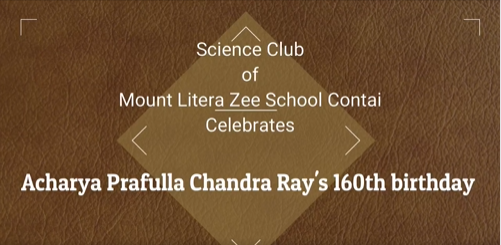 Science Club
of
Mount Litera Zee School Contai
Celebrates
Acharya Prafulla Chandra Ray's 160th birthday